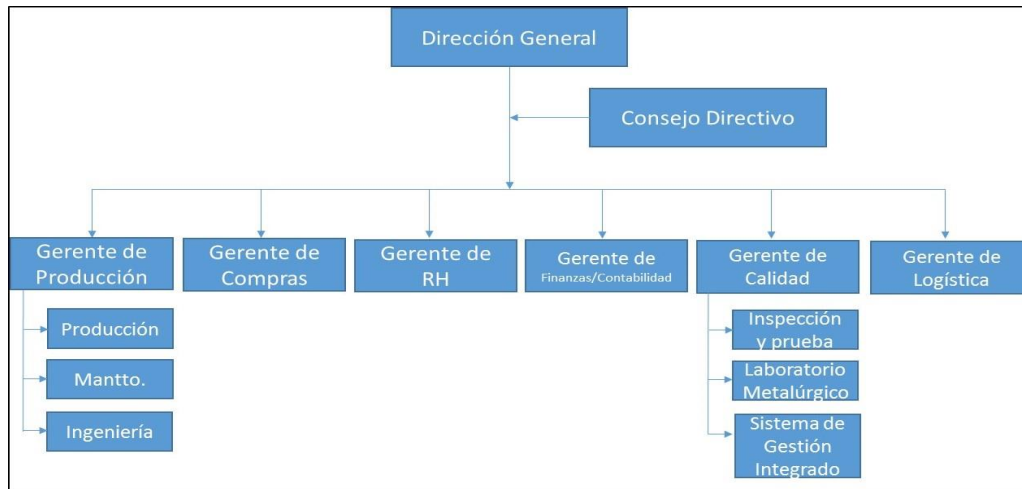 Dirección General
Consejo Directivo
Gerente de
Producción
Gerente de
Compras
Gerente de
RH
Gerente de
Finanzas/Contabilidad
Gerente de
Calidad
Gerente de
Logística
Producción
Mantto.
Ingeniería
Inspección
y prueba
Laboratorio
Metalúrgico
Sistema de
Gestión
Integrado